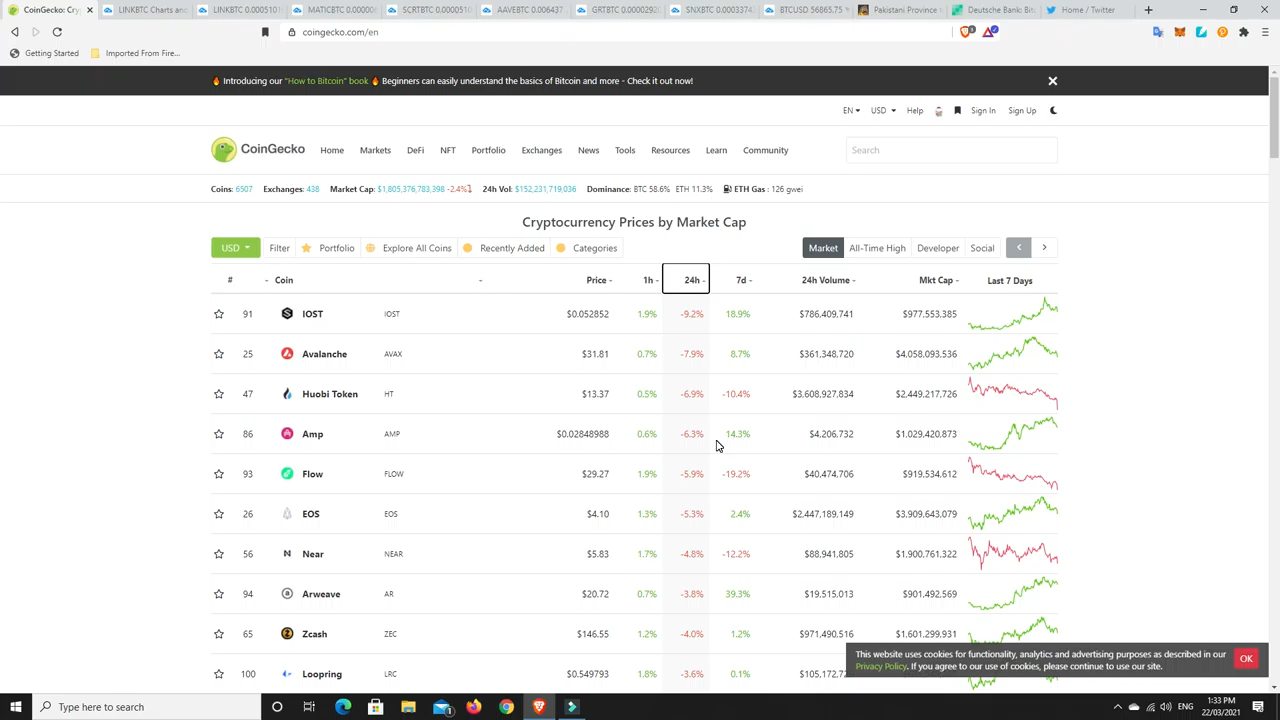 CoinGecko: Cry
LINKBTC Charts and
LINKBTC 0.0005101
MATICBTC 0.00000
SCRTBTC 0.000510
AAVEBTC 0.006437
GRTBTC 0.0000292
SNXBTC 0.0003374
BTCUSD 56865.75
Pakistani Province
Deutsche Bank: Bi
Home / Twitter
coingecko.com/en
Getting Started
Imported From Fire...
Introducing our "How to Bitcoin" book
Beginners can easily understand the basics of Bitcoin and more - Check it out now!
EN USD Help Sign In Sign Up
CoinGecko
Home Markets DeFi NFT Portfolio Exchanges News Tools Resources Learn Community
Search
Coins: 6507 Exchanges: 438 Market Cap: $1,805,376,783,398 -2.4% 24h Vol: $152,231,719,036 Dominance: BTC 58.6% ETH 11.3% ETH Gas : 126 gwei
Cryptocurrency Prices by Market Cap
USD Filter Portfolio Explore All Coins Recently Added Categories Market All-Time High Developer Social
# Coin Price 1h 24h 7d 24h Volume Mkt Cap Last 7 Days
91 IOST IOST $0.052852 1.9% -9.2% 18.9% $786,409,741 $977,553,385
25 Avalanche AVAX $31.81 0.7% -7.9% 8.7% $361,348,720 $4,058,093,536
47 Huobi Token HT $13.37 0.5% -6.9% -10.4% $3,608,927,834 $2,449,217,726
86 Amp AMP $0.02848988 0.6% -6.3% 14.3% $4,206,732 $1,029,420,873
93 Flow FLOW $29.27 1.9% -5.9% -19.2% $40,474,706 $919,534,612
26 EOS EOS $4.10 1.3% -5.3% 2.4% $2,447,189,149 $3,909,643,079
56 Near NEAR $5.83 1.7% -4.8% -12.2% $88,941,805 $1,900,761,322
94 Arweave AR $20.72 0.7% -3.8% 39.3% $19,515,013 $901,492,569
65 Zcash ZEC $146.55 1.2% -4.0% 1.2% $971,490,516 $1,601,299,931
100 Loopring LRC $0.549793 1.8% -3.6% 0.1% $105,172,7
This website uses cookies for functionality, analytics and advertising purposes as described in our
Privacy Policy. If you agree to our use of cookies, please continue to use our site.
OK
Type here to search
ENG
1:33 PM
22/03/2021